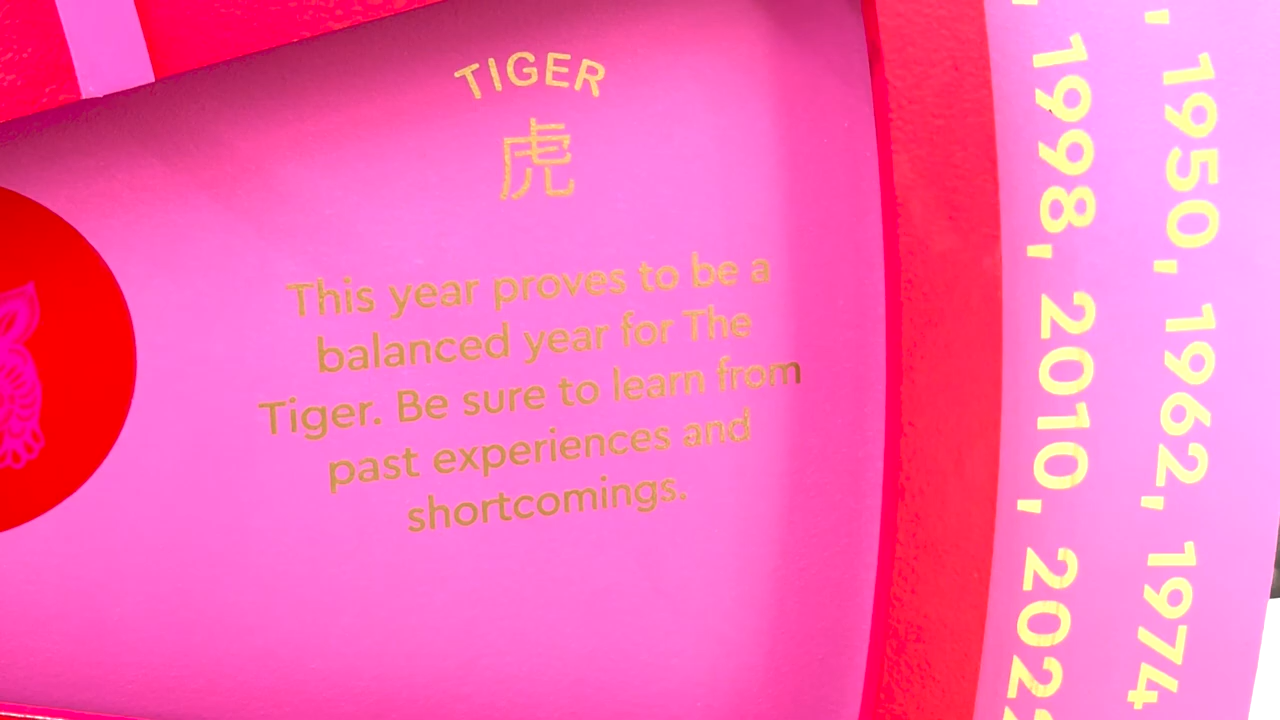 TIGER
虎
This year proves to be a
balanced year for The
Tiger. Be sure to learn from
past experiences and
shortcomings.
, 1950, 1962, 1974
, 1998, 2010, 202